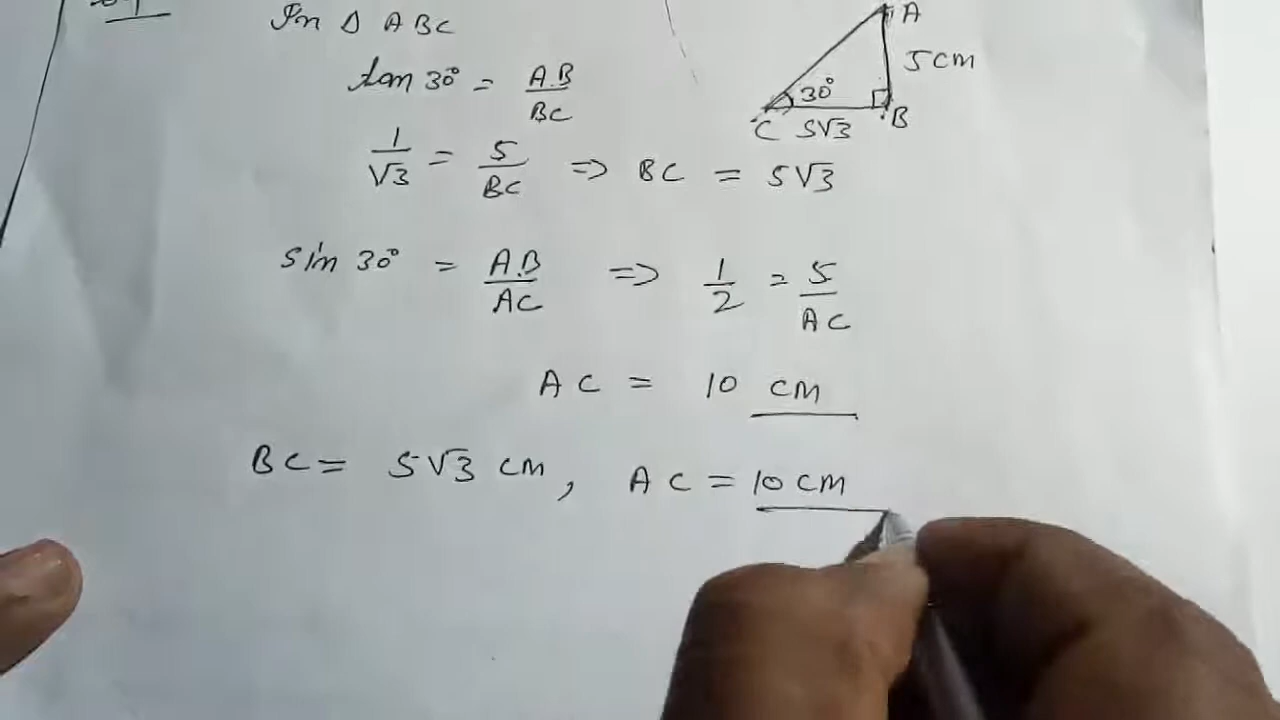 In Δ ABC
A
5cm
30°
C 5√3 B
tan 30° = AB/BC
1/√3 = 5/BC => BC = 5√3
sin 30° = AB/AC => 1/2 = 5/AC
AC = 10 cm
BC = 5√3 cm, AC = 10 cm